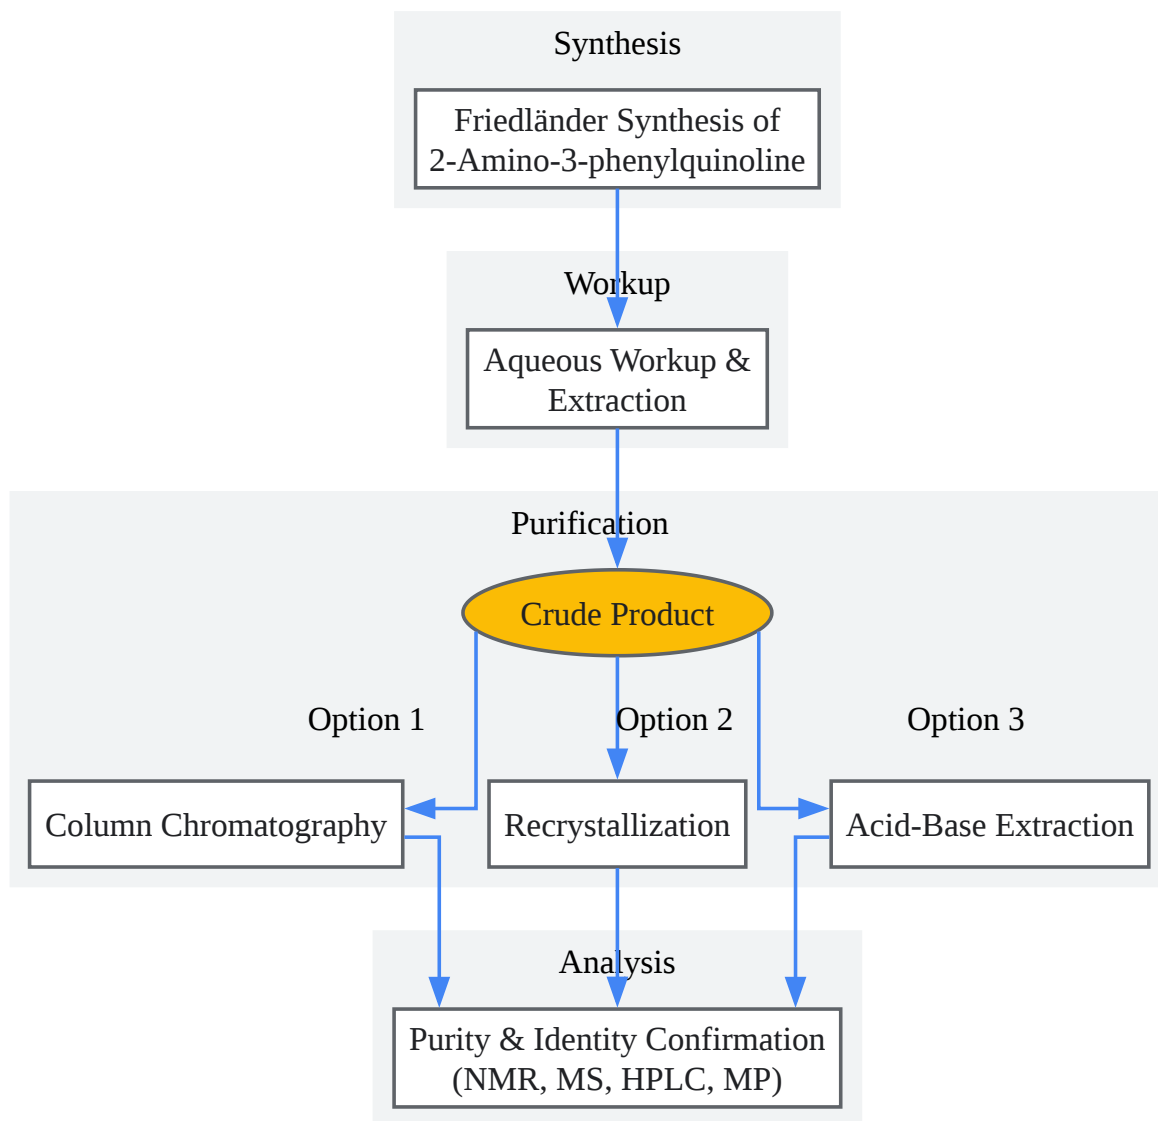 Synthesis
Friedländer Synthesis of
2-Amino-3-phenylquinoline
Workup
Aqueous Workup &
Extraction
Purification
Crude Product
Option 1
Option 2
Option 3
Column Chromatography
Recrystallization
Acid-Base Extraction
Analysis
Purity & Identity Confirmation
(NMR, MS, HPLC, MP)